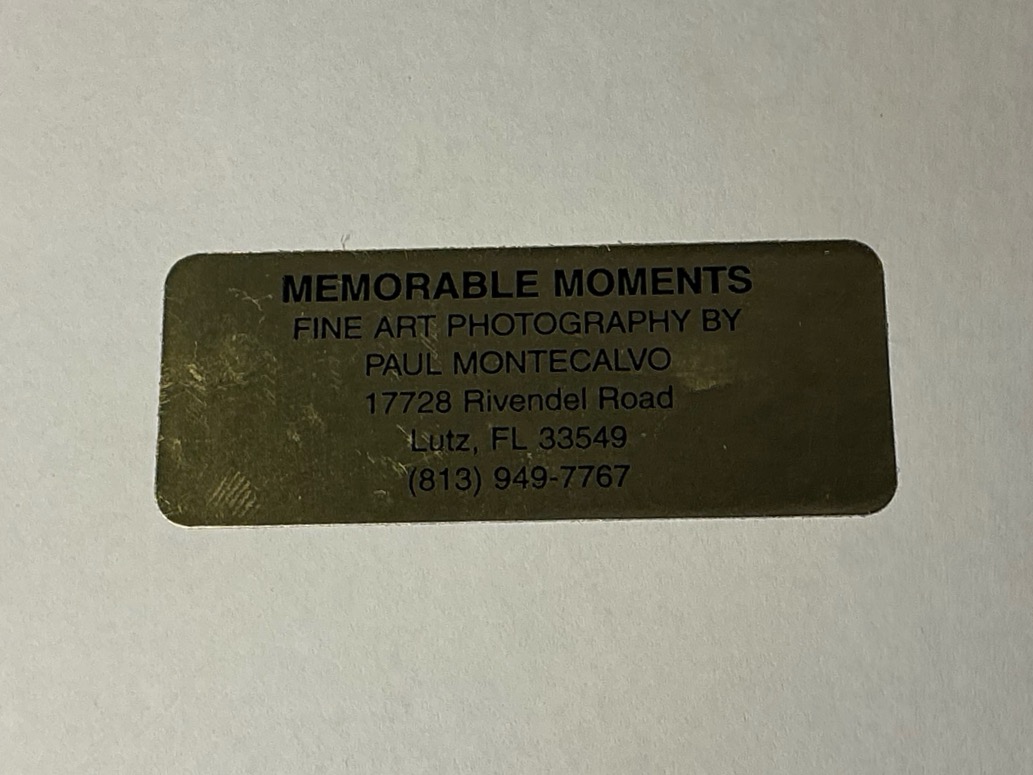 MEMORABLE MOMENTS
FINE ART PHOTOGRAPHY BY
PAUL MONTECALVO
17728 Rivendel Road
Lutz, FL 33549
(813) 949-7767